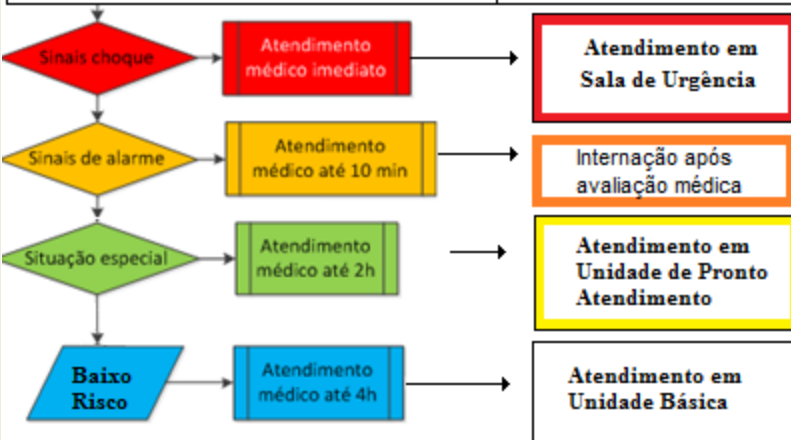 Sinais choque
Atendimento
médico imediato
Atendimento em
Sala de Urgência
Sinais de alarme
Atendimento
médico até 10 min
Internação após
avaliação médica
Situação especial
Atendimento
médico até 2h
Atendimento em
Unidade de Pronto
Atendimento
Baixo
Risco
Atendimento
médico até 4h
Atendimento em
Unidade Básica